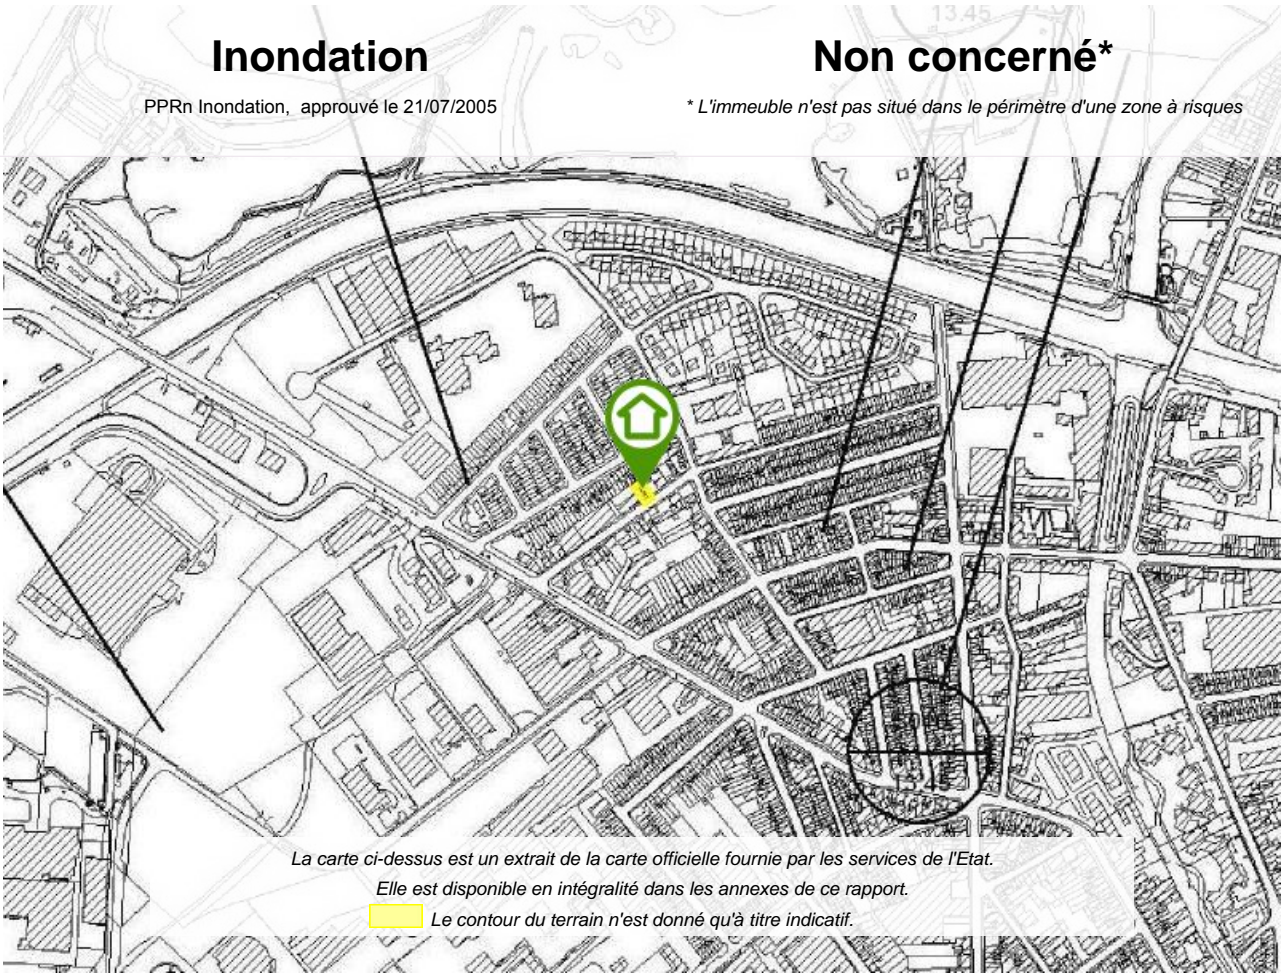 13.45
Inondation
Non concerné*
PPRn Inondation, approuvé le 21/07/2005
* L'immeuble n'est pas situé dans le périmètre d'une zone à risques
La carte ci-dessus est un extrait de la carte officielle fournie par les services de l'Etat.
Elle est disponible en intégralité dans les annexes de ce rapport.
Le contour du terrain n'est donné qu'à titre indicatif.